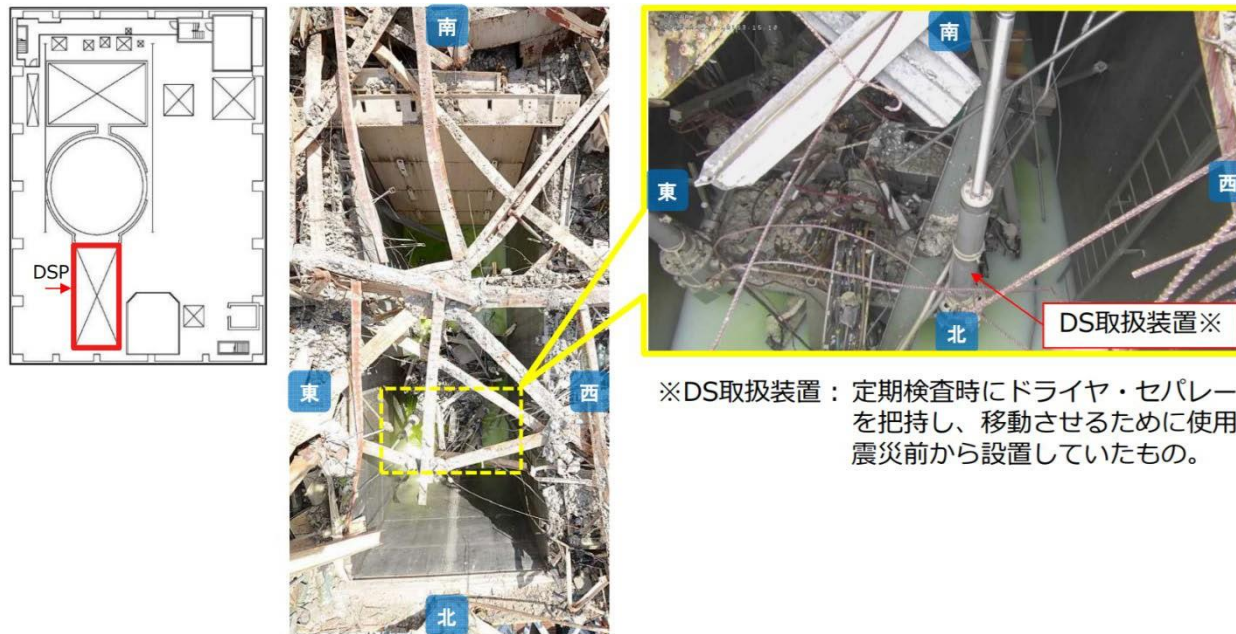 DSP
南
東
西
北
南
東
西
北
DS取扱装置※
※DS取扱装置： 定期検査時にドライヤ・セパレー
を把持し、移動させるために使用
震災前から設置していたもの。